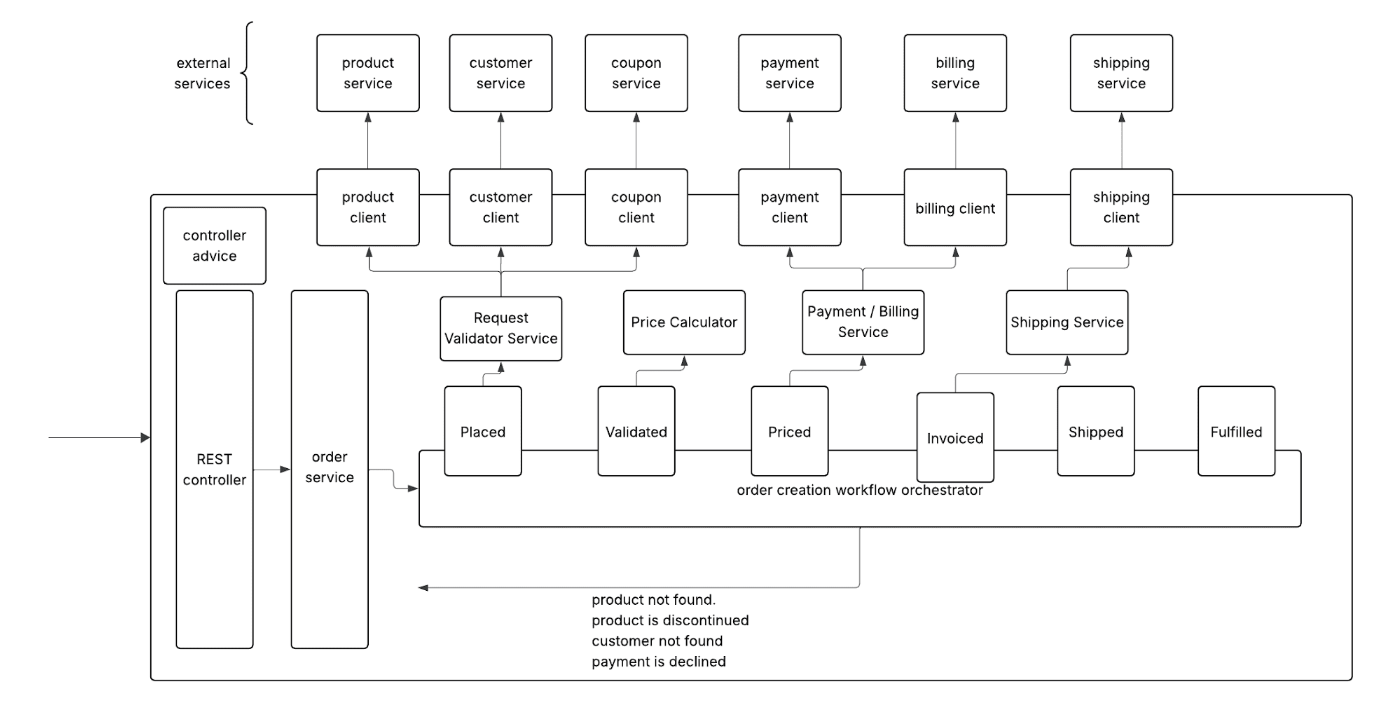 external
services
product
service
customer
service
coupon
service
payment
service
billing
service
shipping
service
product
client
customer
client
coupon
client
payment
client
billing client
shipping
client
controller
advice
Request
Validator Service
Price Calculator
Payment / Billing
Service
Shipping Service
REST
controller
order
service
Placed
Validated
Priced
Invoiced
Shipped
Fulfilled
order creation workflow orchestrator
product not found.
product is discontinued
customer not found
payment is declined